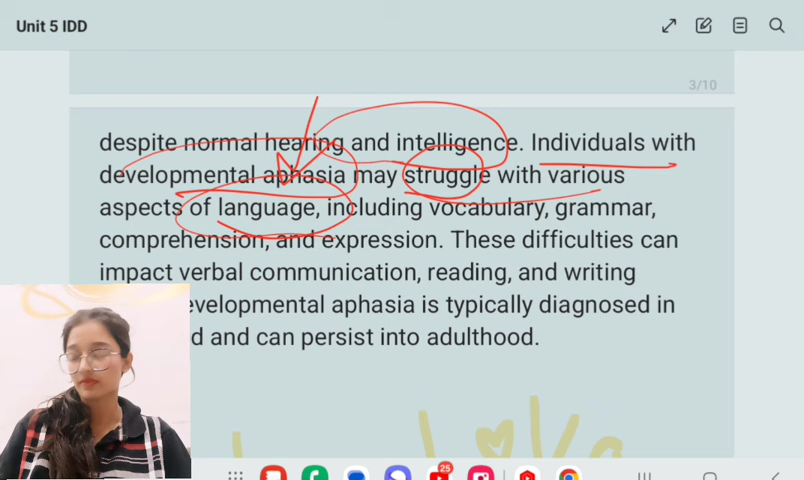 Unit 5 IDD
3/10
despite normal hearing and intelligence. Individuals with
developmental aphasia may struggle with various
aspects of language, including vocabulary, grammar,
comprehension, and expression. These difficulties can
impact verbal communication, reading, and writing
evelopmental aphasia is typically diagnosed in
d and can persist into adulthood.
25